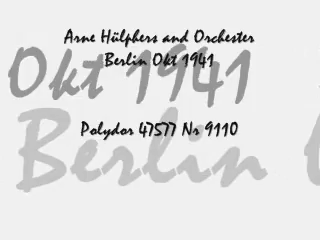 Arne Hülphers and Orchester
Berlin Okt 1941
Okt 1941
Polydor 47577 Nr 9110
Berlin